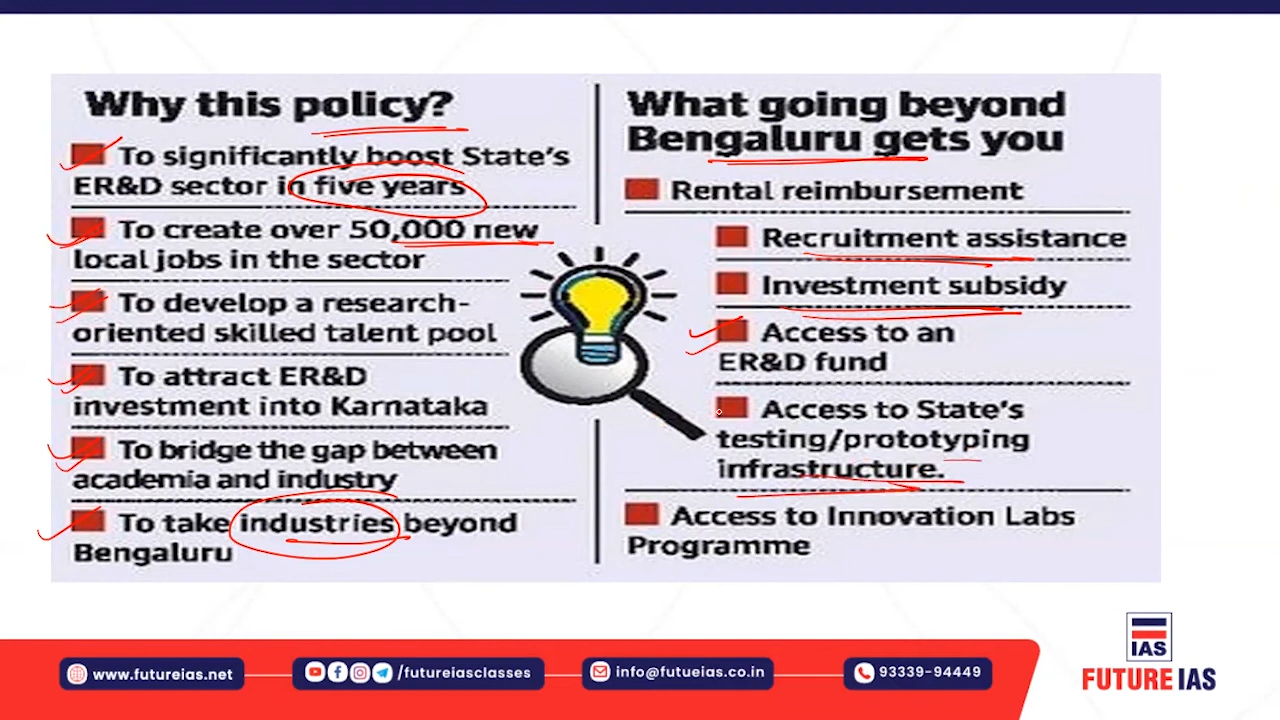 Why this policy?
To significantly boost State's
ER&D sector in five years
To create over 50,000 new
local jobs in the sector
To develop a research-
oriented skilled talent pool
To attract ER&D
investment into Karnataka
To bridge the gap between
academia and industry
To take industries beyond
Bengaluru
What going beyond
Bengaluru gets you
Rental reimbursement
Recruitment assistance
Investment subsidy
Access to an
ER&D fund
Access to State's
testing/prototyping
infrastructure.
Access to Innovation Labs
Programme
www.futureias.net
/futureiasclasses
info@futueias.co.in
93339-94449
IAS
FUTURE IAS